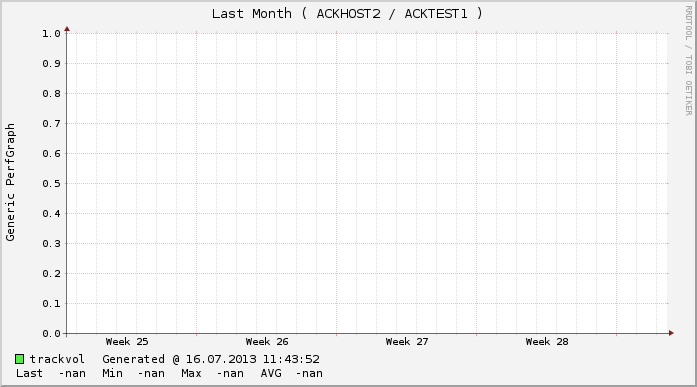 Last Month ( ACKHOST2 / ACKTEST1 )
RRDTOOL / TOBI OETIKER
Generic PerfGraph
1.0
0.9
0.8
0.7
0.6
0.5
0.4
0.3
0.2
0.1
0.0
Week 25 Week 26 Week 27 Week 28
trackvol Generated @ 16.07.2013 11:43:52
Last -nan Min -nan Max -nan AVG -nan